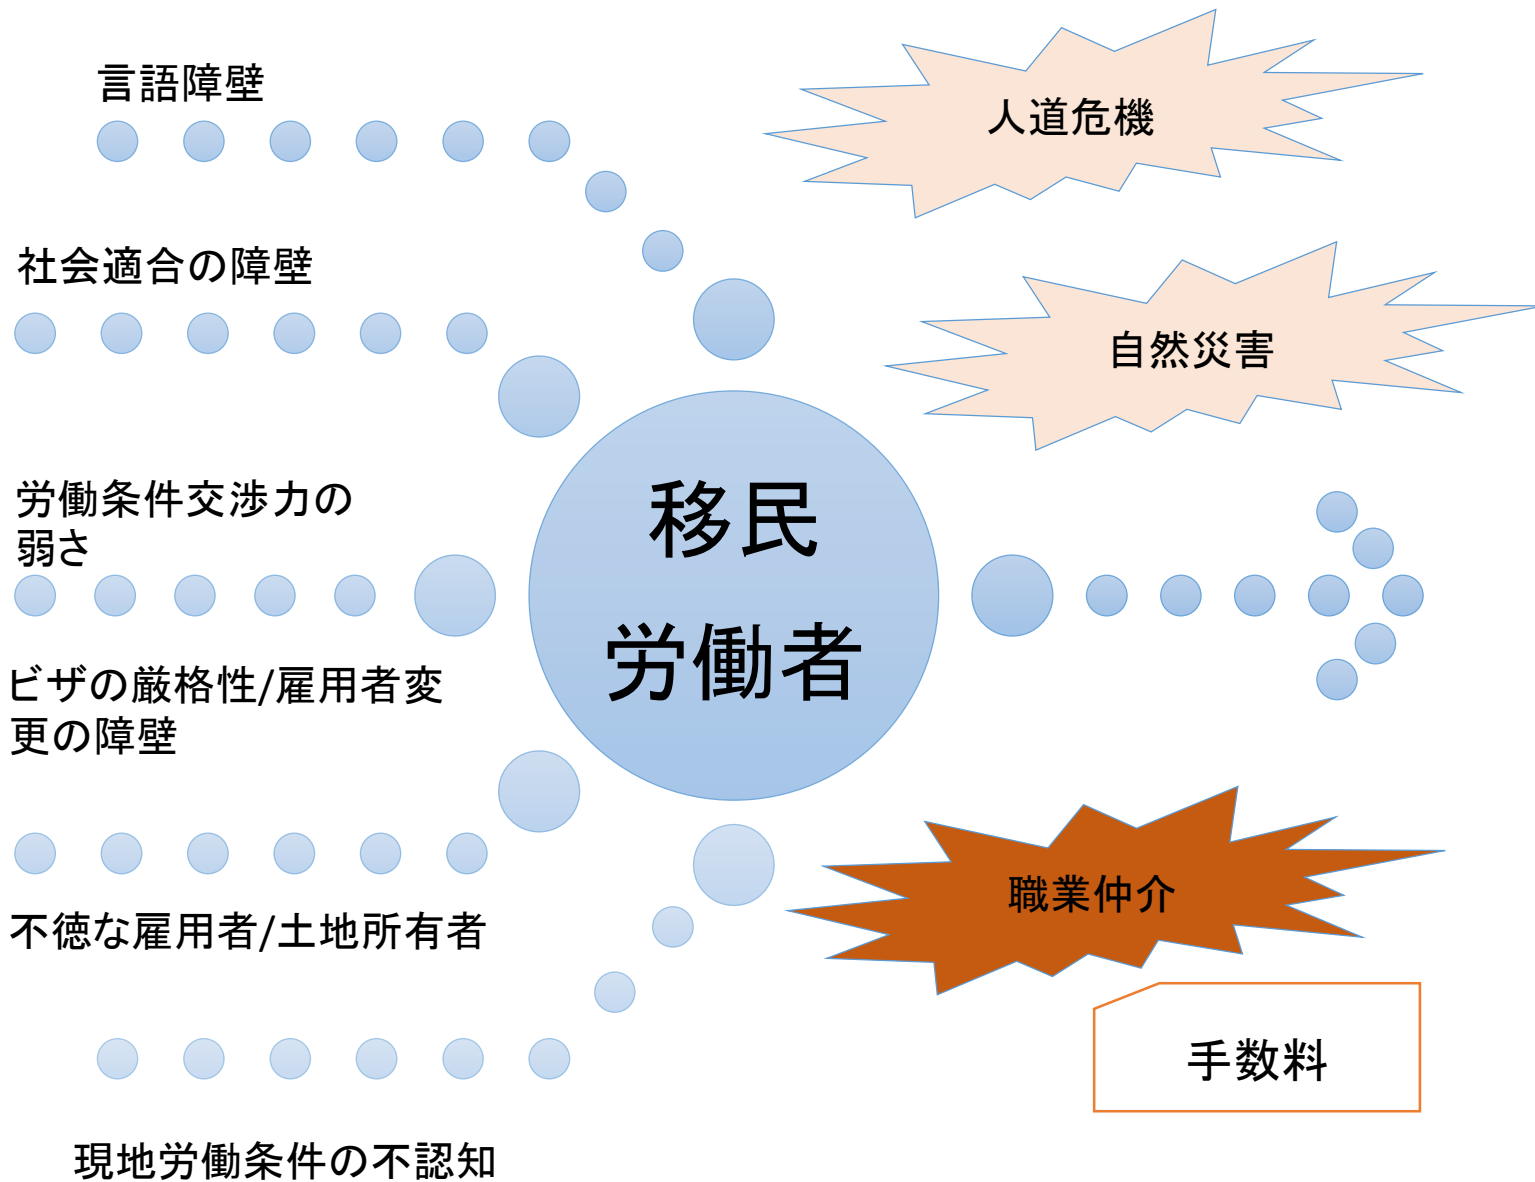 言語障壁
社会適合の障壁
労働条件交渉力の
弱さ
ビザの厳格性/雇用者変
更の障壁
不徳な雇用者/土地所有者
現地労働条件の不認知
移民
労働者
人道危機
自然災害
職業仲介
手数料